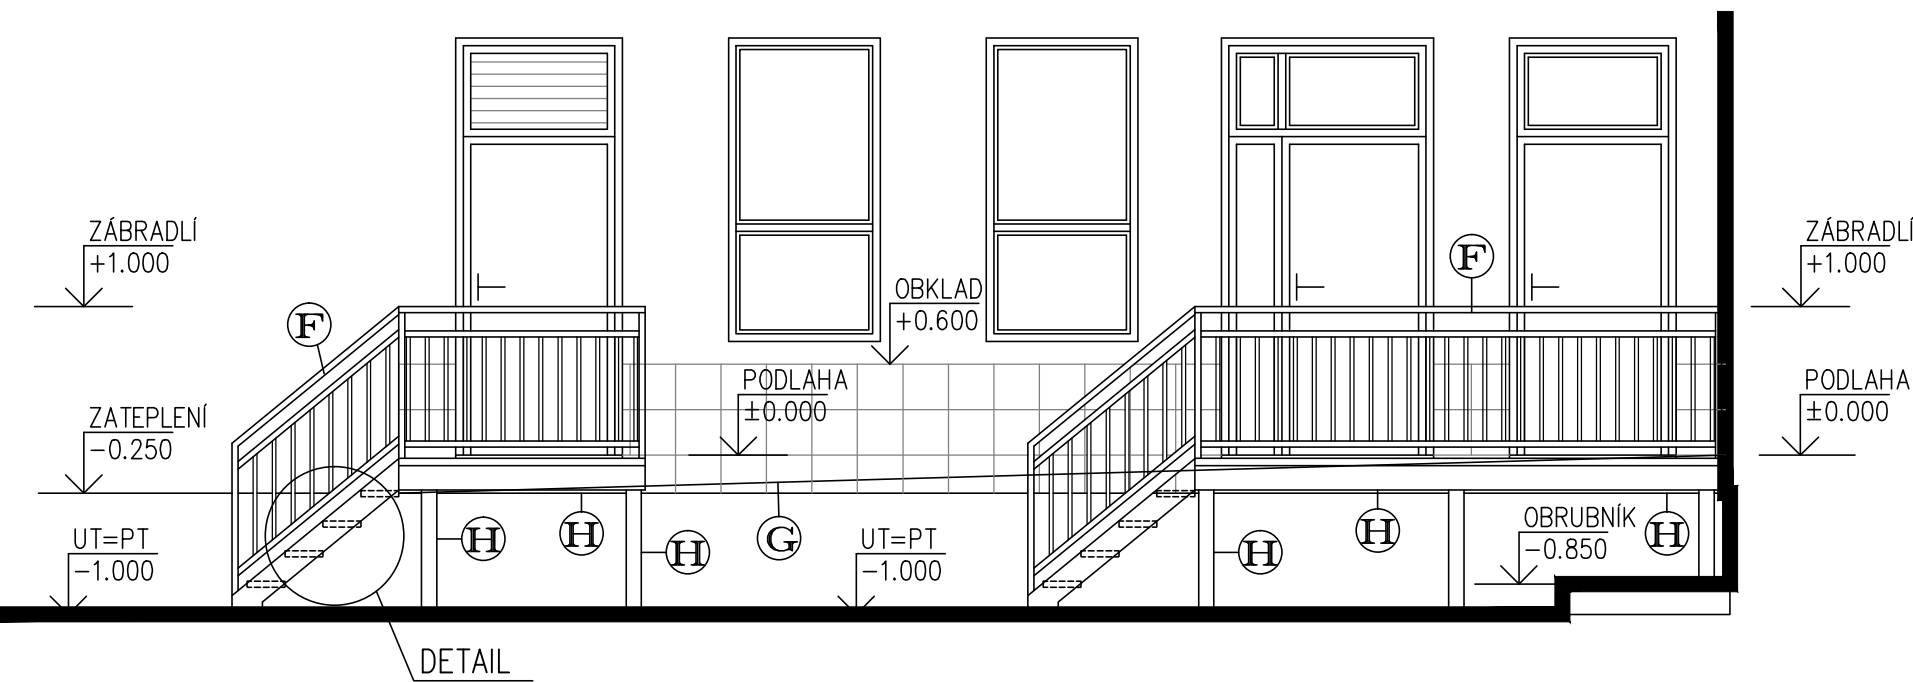 ZÁBRADLÍ
+1.000
ZÁBRADLÍ
+1.000
F
OBKLAD
+0.600
F
PODLAHA
±0.000
PODLAHA
±0.000
ZATEPLENÍ
-0.250
UT=PT
-1.000
H
H
H
G
UT=PT
-1.000
H
H
OBRUBNÍK
-0.850
H
DETAIL